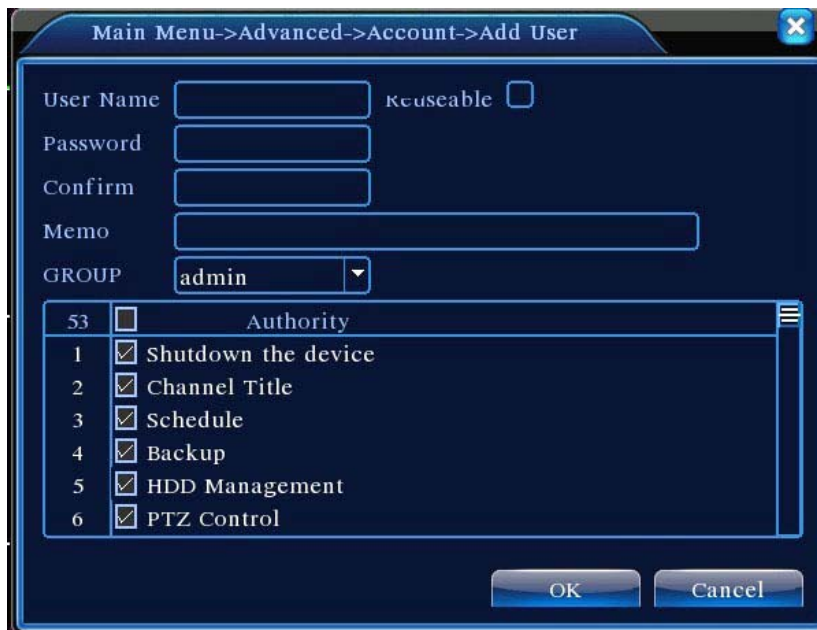 Main Menu->Advanced->Account->Add User
User Name Reuseable
Password
Confirm
Memo
GROUP admin
53 Authority
1 Shutdown the device
2 Channel Title
3 Schedule
4 Backup
5 HDD Management
6 PTZ Control
OK Cancel